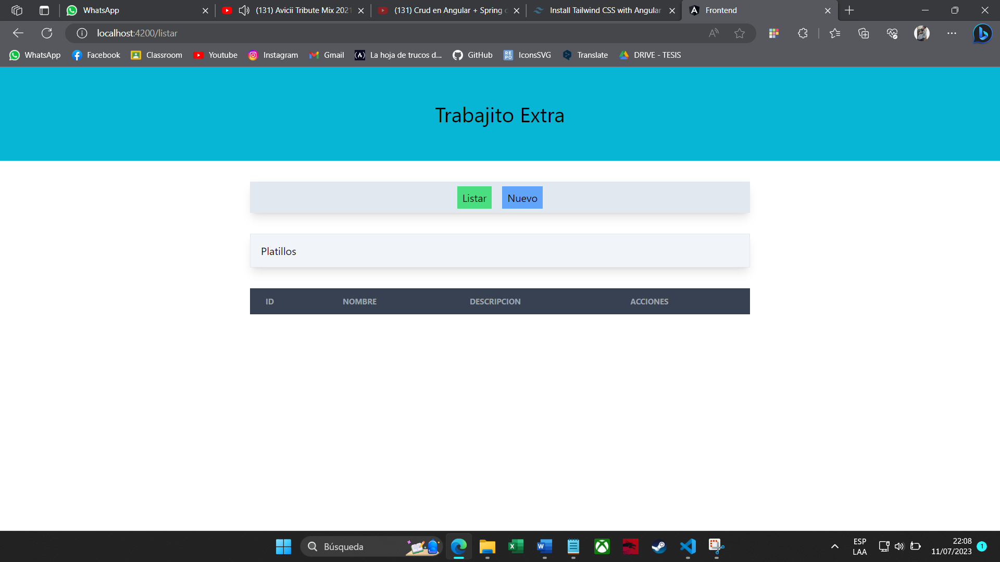 WhatsApp
(131) Avicii Tribute Mix 2021
(131) Crud en Angular + Spring
Install Tailwind CSS with Angular
Frontend
localhost:4200/listar
WhatsApp
Facebook
Classroom
Youtube
Instagram
Gmail
La hoja de trucos d...
GitHub
IconsSVG
Translate
DRIVE - TESIS
Trabajito Extra
Listar
Nuevo
Platillos
ID
NOMBRE
DESCRIPCION
ACCIONES
Búsqueda
ESP
LAA
22:08
11/07/2023
1